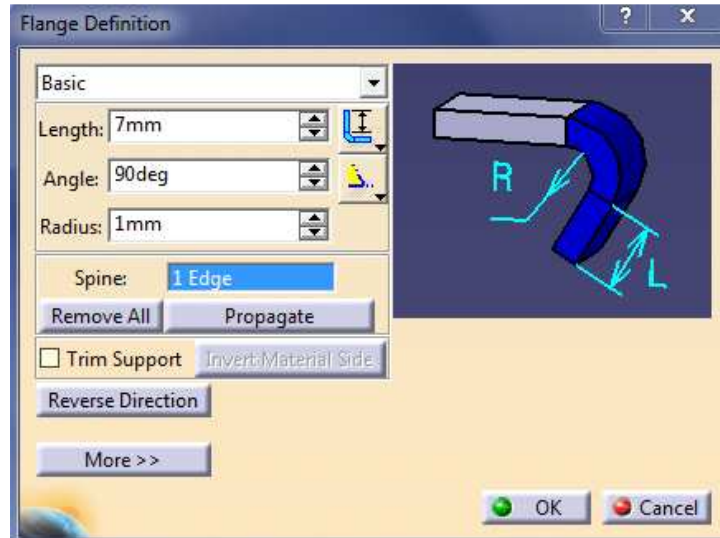 Flange Definition
? x
Basic
Length: 7mm
Angle: 90deg
Radius: 1mm
Spine: 1 Edge
Remove All Propagate
Trim Support Invert Material Side
Reverse Direction
More >>
OK Cancel
R
L